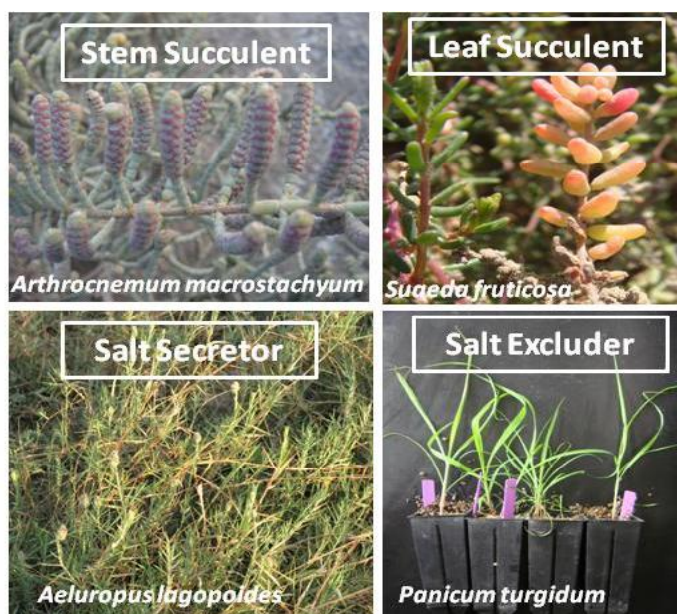 Stem Succulent
Leaf Succulent
Arthrocnemum macrostachyum
Suaeda fruticosa
Salt Secretor
Salt Excluder
Aeluropus lagopoides
Panicum turgidum